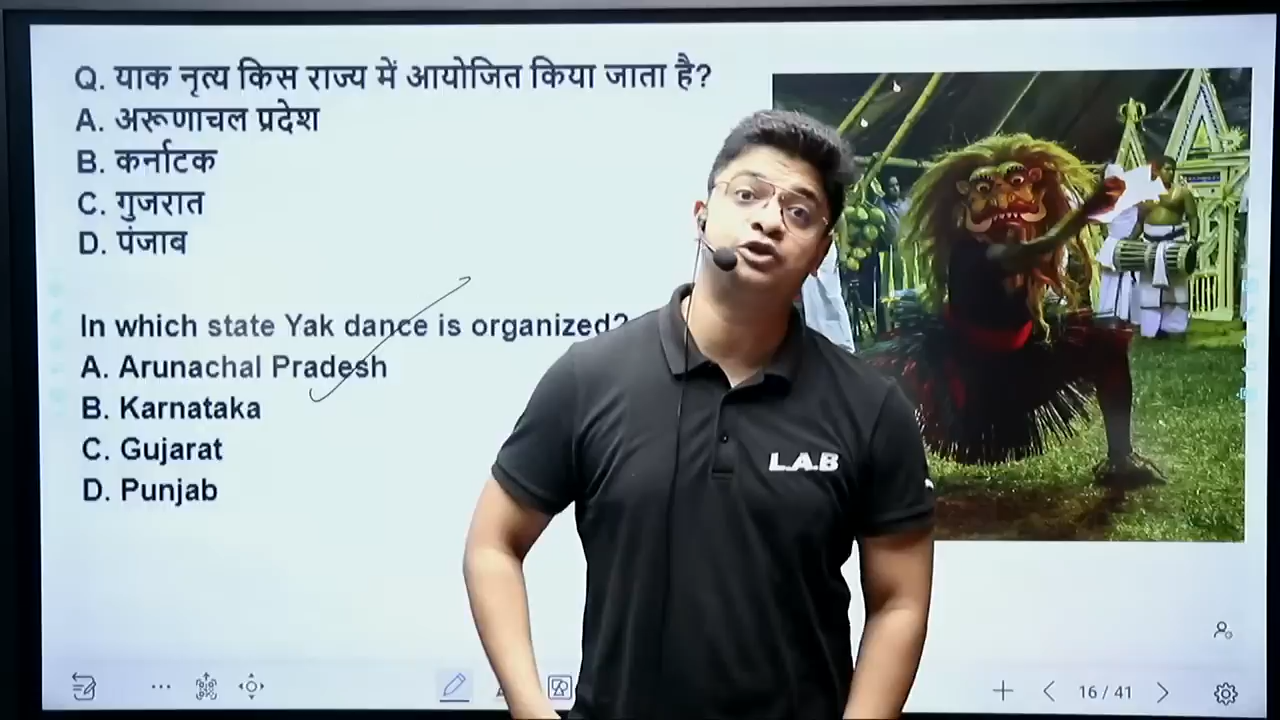 Q. याक नृत्य किस राज्य में आयोजित किया जाता है?
A. अरूणाचल प्रदेश
B. कर्नाटक
C. गुजरात
D. पंजाब
In which state Yak dance is organized?
A. Arunachal Pradesh
B. Karnataka
C. Gujarat
D. Punjab
L.A.B
16 / 41